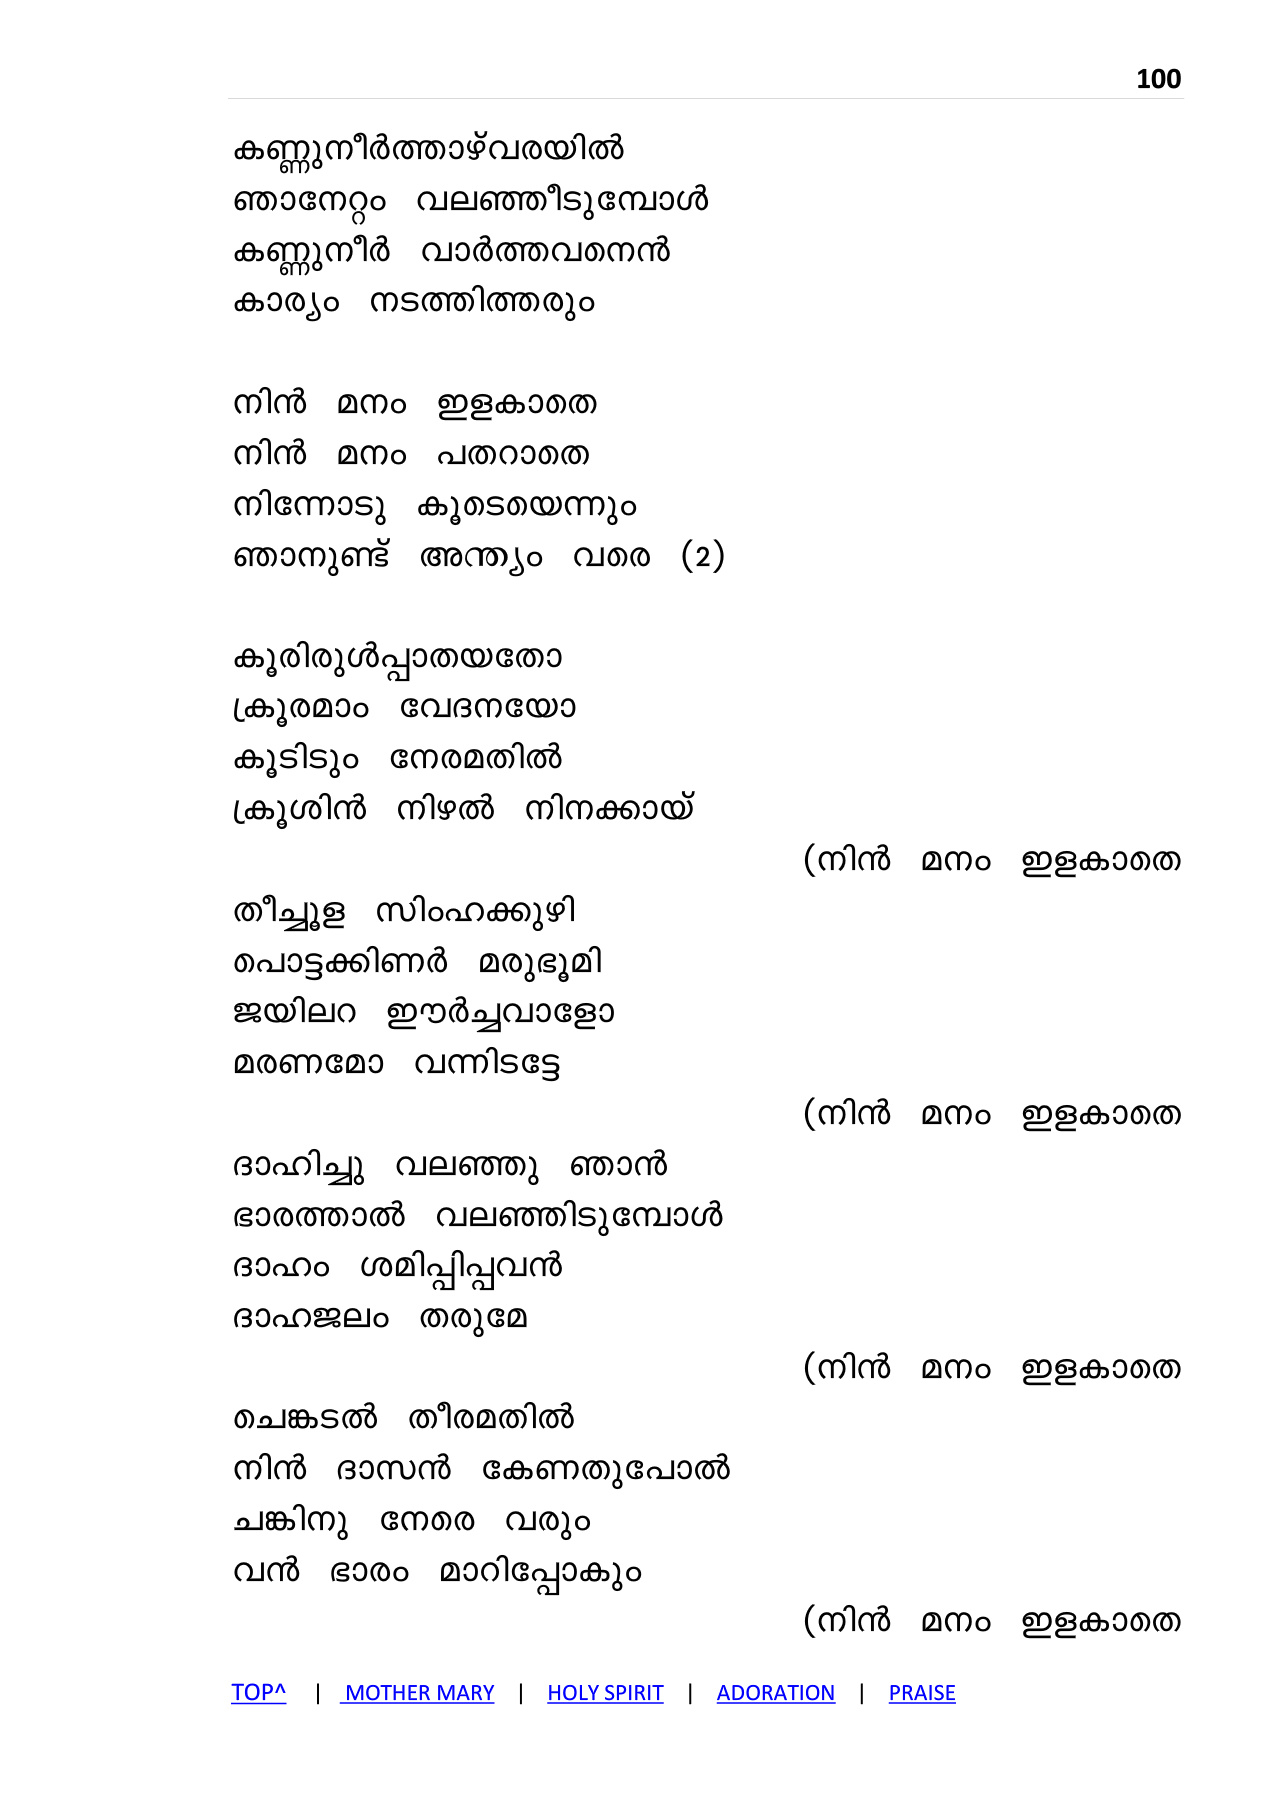 100
കണ്ണുനീർത്താഴ്‌വരയിൽ
ഞാനേറ്റം വലഞ്ഞീടുമ്പോൾ
കണ്ണുനീർ വാർത്തവനെൻ
കാര്യം നടത്തിത്തരും
നിൻ മനം ഇളകാതെ
നിൻ മനം പതറാതെ
നിന്നോടു കൂടെയെന്നും
ഞാനുണ്ട് അന്ത്യം വരെ (2)
കൂരിരുൾപ്പാതയതോ
ക്രൂരമാം വേദനയോ
കൂടിടും നേരമതിൽ
ക്രൂശിൻ നിഴൽ നിനക്കായ്
(നിൻ മനം ഇളകാതെ
തീച്ചൂള സിംഹക്കുഴി
പൊട്ടക്കിണർ മരുഭൂമി
ജയിലറ ഈർച്ചവാളോ
മരണമോ വന്നിടട്ടേ
(നിൻ മനം ഇളകാതെ
ദാഹിച്ചു വലഞ്ഞു ഞാൻ
ഭാരത്താൽ വലഞ്ഞിടുമ്പോൾ
ദാഹം ശമിപ്പിപ്പവൻ
ദാഹജലം തരുമേ
(നിൻ മനം ഇളകാതെ
ചെങ്കടൽ തീരമതിൽ
നിൻ ദാസൻ കേണതുപോൽ
ചങ്കിനു നേരെ വരും
വൻ ഭാരം മാറിപ്പോകും
(നിൻ മനം ഇളകാതെ
TOP^ | MOTHER MARY | HOLY SPIRIT | ADORATION | PRAISE